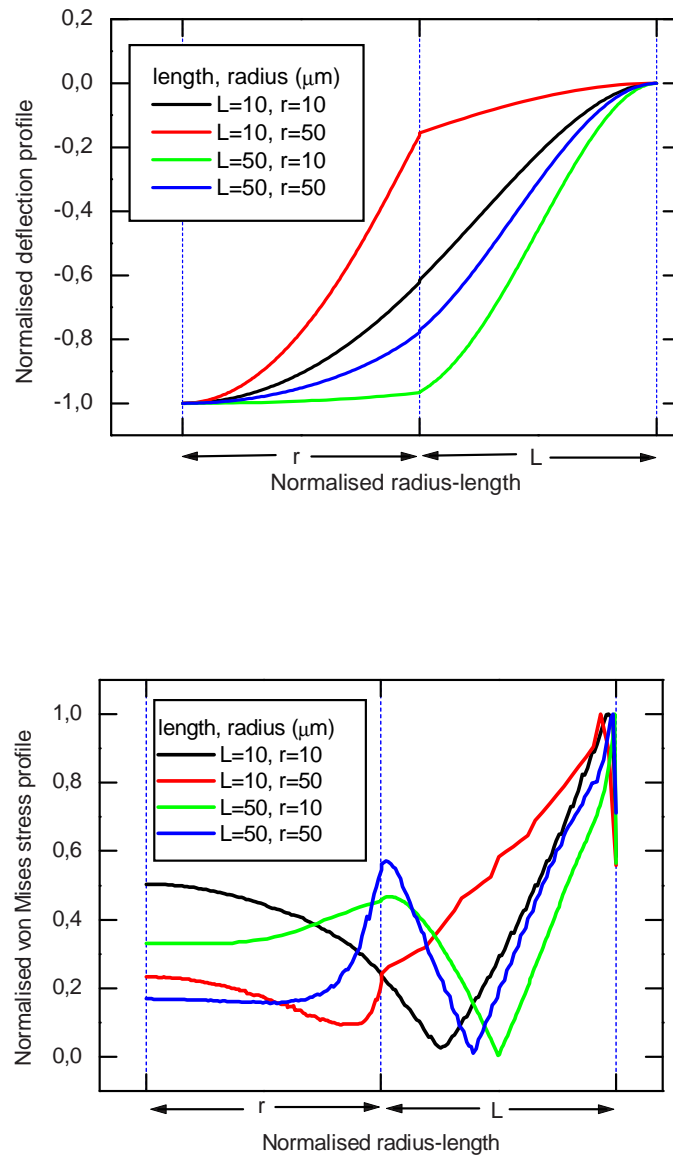 0,2
0,0
-0,2
-0,4
-0,6
-0,8
-1,0
Normalised deflection profile
length, radius (μm)
L=10, r=10
L=10, r=50
L=50, r=10
L=50, r=50
r
L
Normalised radius-length
1,0
0,8
0,6
0,4
0,2
0,0
Normalised von Mises stress profile
length, radius (μm)
L=10, r=10
L=10, r=50
L=50, r=10
L=50, r=50
r
L
Normalised radius-length